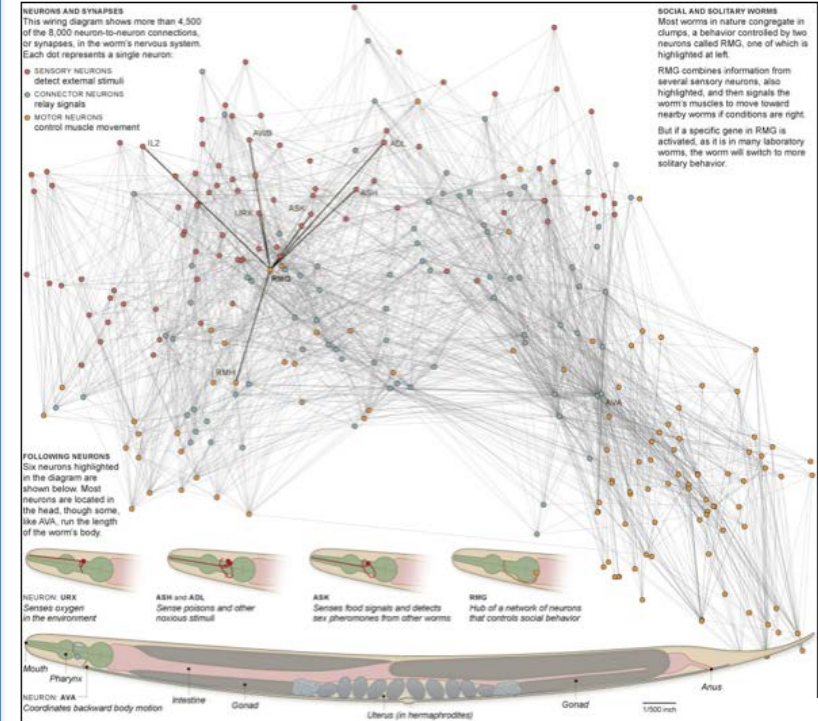 NEURONS AND SYNAPSES
This wiring diagram shows more than 4,500
of the 8,000 neuron-to-neuron connections,
or synapses, in the worm's nervous system.
Each dot represents a single neuron:
SENSORY NEURONS
detect external stimuli
CONNECTOR NEURONS
relay signals
MOTOR NEURONS
control muscle movement
SOCIAL AND SOLITARY WORMS
Most worms in nature congregate in
clumps, a behavior controlled by two
neurons called RMG, one of which is
highlighted at left.
RMG combines information from
several sensory neurons, also
highlighted, and then signals the
worm's muscles to move toward
nearby worms if conditions are right.
But if a specific gene in RMG is
activated, as it is in many laboratory
worms, the worm will switch to more
solitary behavior.
IL2
AWB
ADL
ASH
URX
ASK
RMG
RMH
AVA
FOLLOWING NEURONS
Six neurons highlighted
in the diagram are
shown below. Most
neurons are located in
the head, though some,
like AVA, run the length
of the worm's body.
NEURON: URX
Senses oxygen
in the environment
ASH and ADL
Sense poisons and other
noxious stimuli
ASK
Senses food signals and detects
sex pheromones from other worms
RMG
Hub of a network of neurons
that controls social behavior
Mouth
Pharynx
NEURON: AVA
Coordinates backward body motion
Intestine
Gonad
Uterus (in hermaphrodites)
Gonad
1/500 inch
Anus